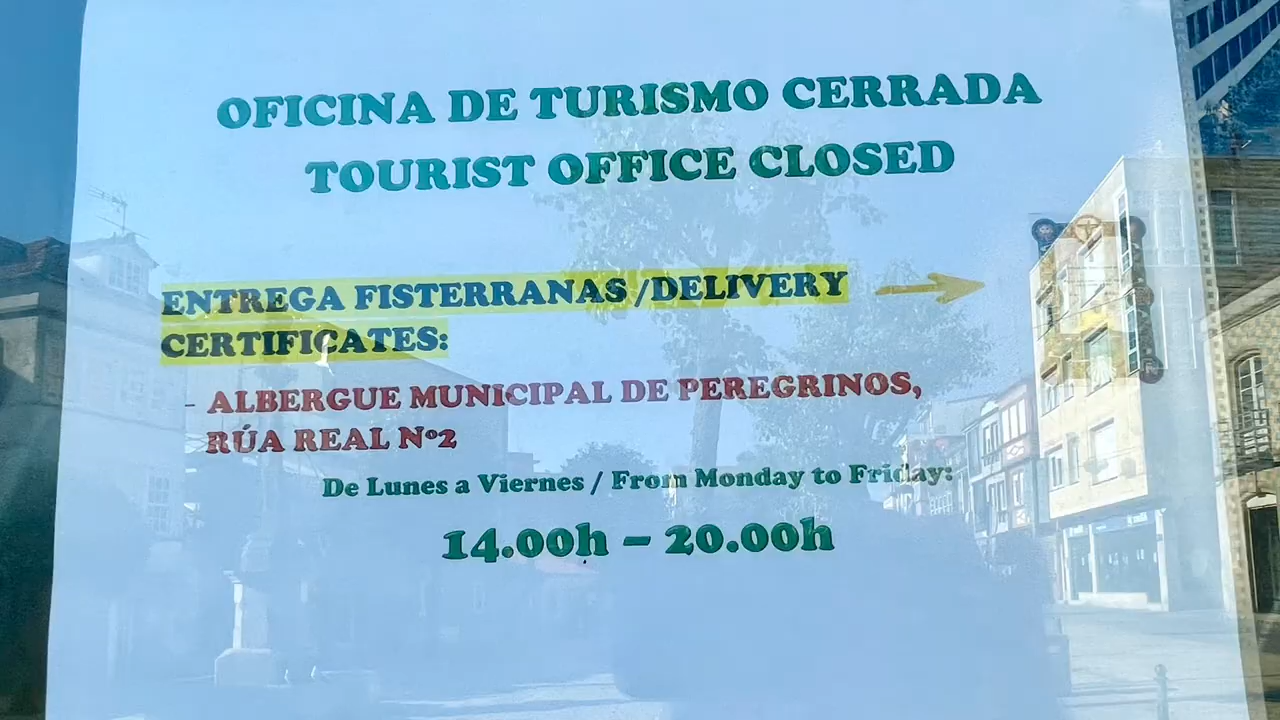 OFICINA DE TURISMO CERRADA
TOURIST OFFICE CLOSED
ENTREGA FISTERRANAS /DELIVERY
CERTIFICATES:
- ALBERGUE MUNICIPAL DE PEREGRINOS,
RÚA REAL Nº2
De Lunes a Viernes / From Monday to Friday:
14.00h – 20.00h